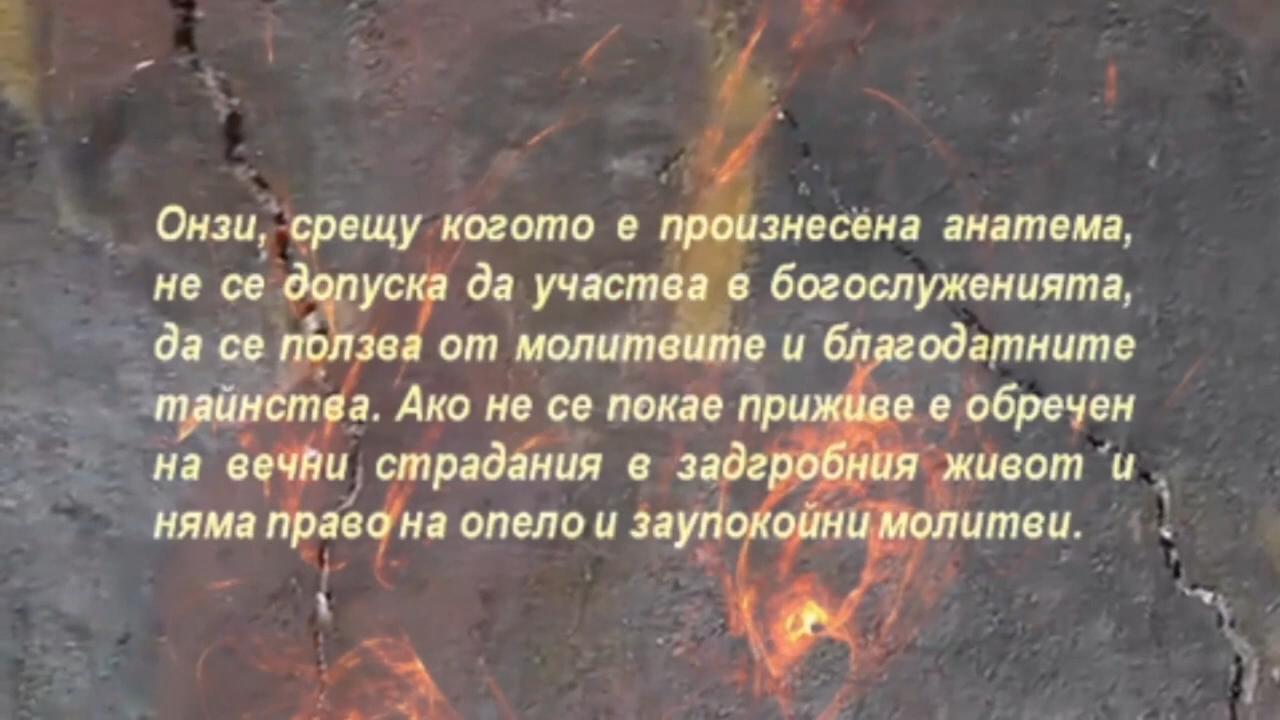 Онзи, срещу когото е произнесена анатема,
не се допуска да участва в богослуженията,
да се ползва от молитвите и благодатните
тайнства. Ако не се покае приживе е обречен
на вечни страдания в задгробния живот и
няма право на опело и заупокойни молитви.